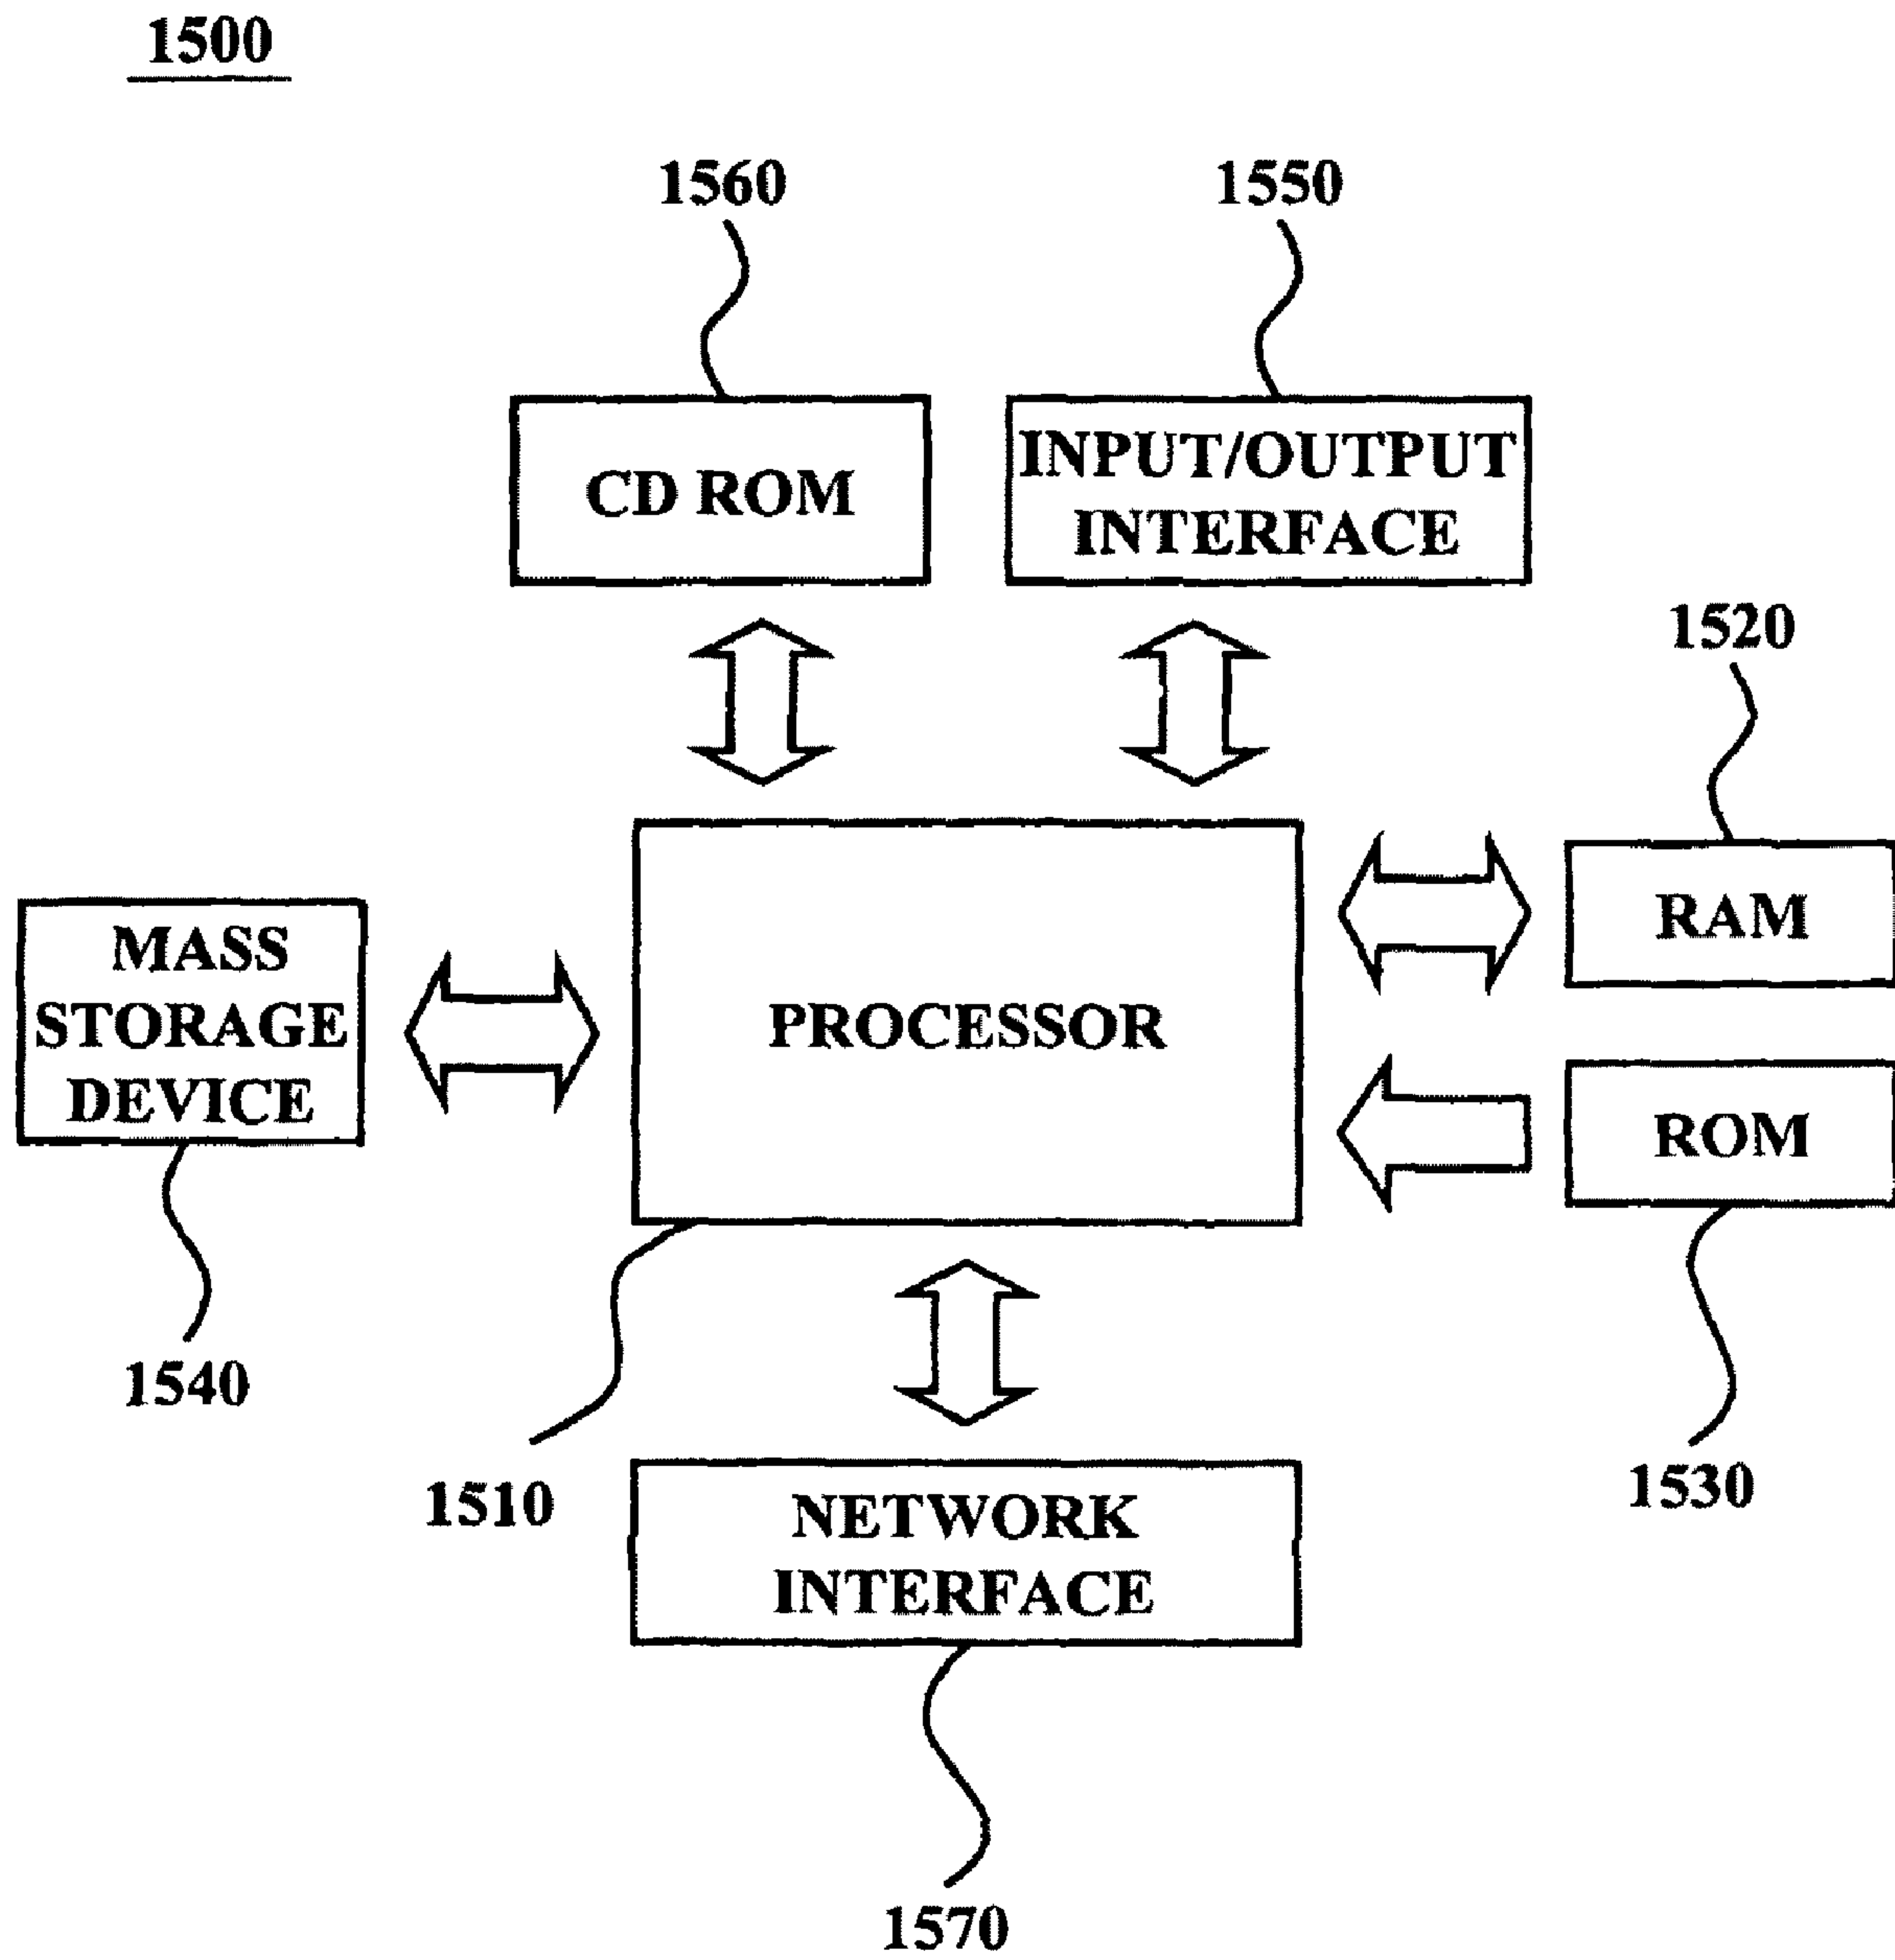 1500
1560
1550
CD ROM
INPUT/OUTPUT
INTERFACE
1520
RAM
MASS
STORAGE
DEVICE
PROCESSOR
ROM
1540
1510
1530
NETWORK
INTERFACE
1570